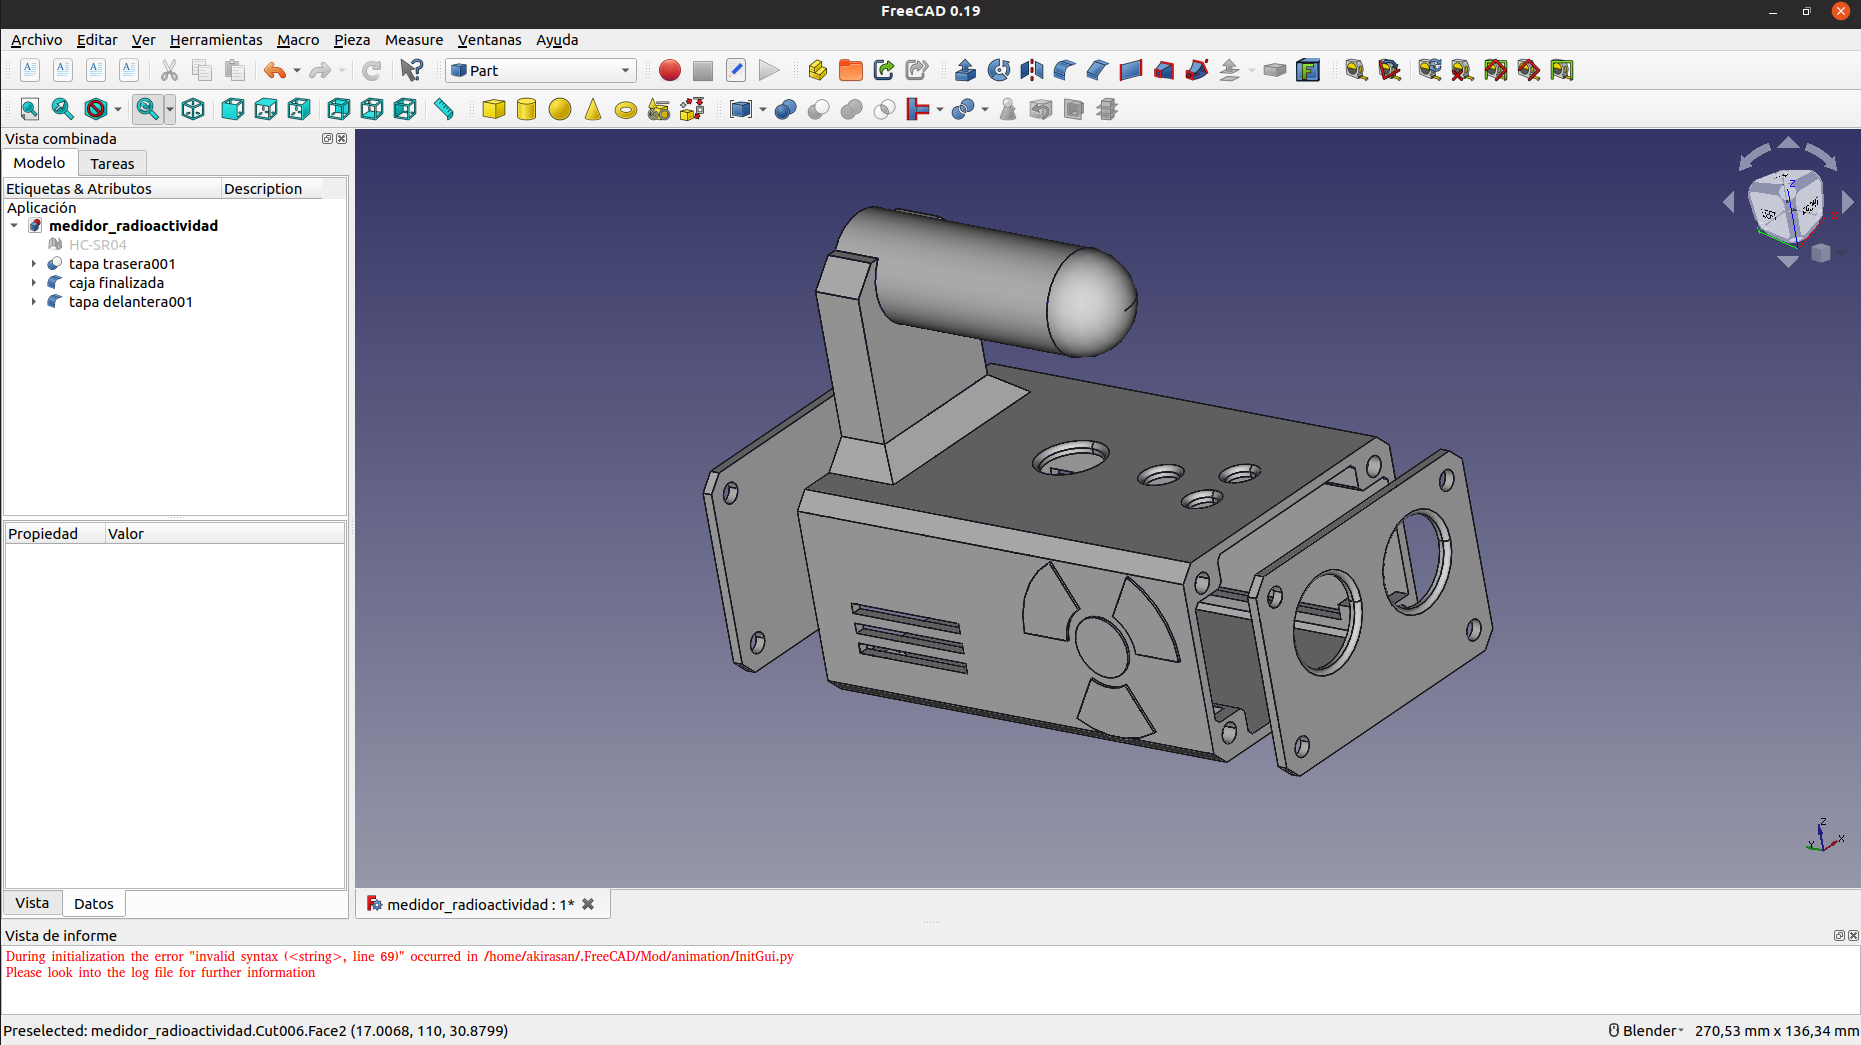 FreeCAD 0.19
Archivo Editar Ver Herramientas Macro Pieza Measure Ventanas Ayuda
Part
Vista combinada
Modelo Tareas
Etiquetas & Atributos Description
Aplicación
medidor_radioactividad
HC-SR04
tapa trasera001
caja finalizada
tapa delantera001
Propiedad Valor
Vista Datos
Z
X
Z
X
Y
medidor_radioactividad : 1*
Vista de informe
During initialization the error "invalid syntax (<string>, line 69)" occurred in /home/akirasan/.FreeCAD/Mod/animation/InitGui.py
Please look into the log file for further information
Preselected: medidor_radioactividad.Cut006.Face2 (17.0068, 110, 30.8799)
Blender 270,53 mm x 136,34 mm